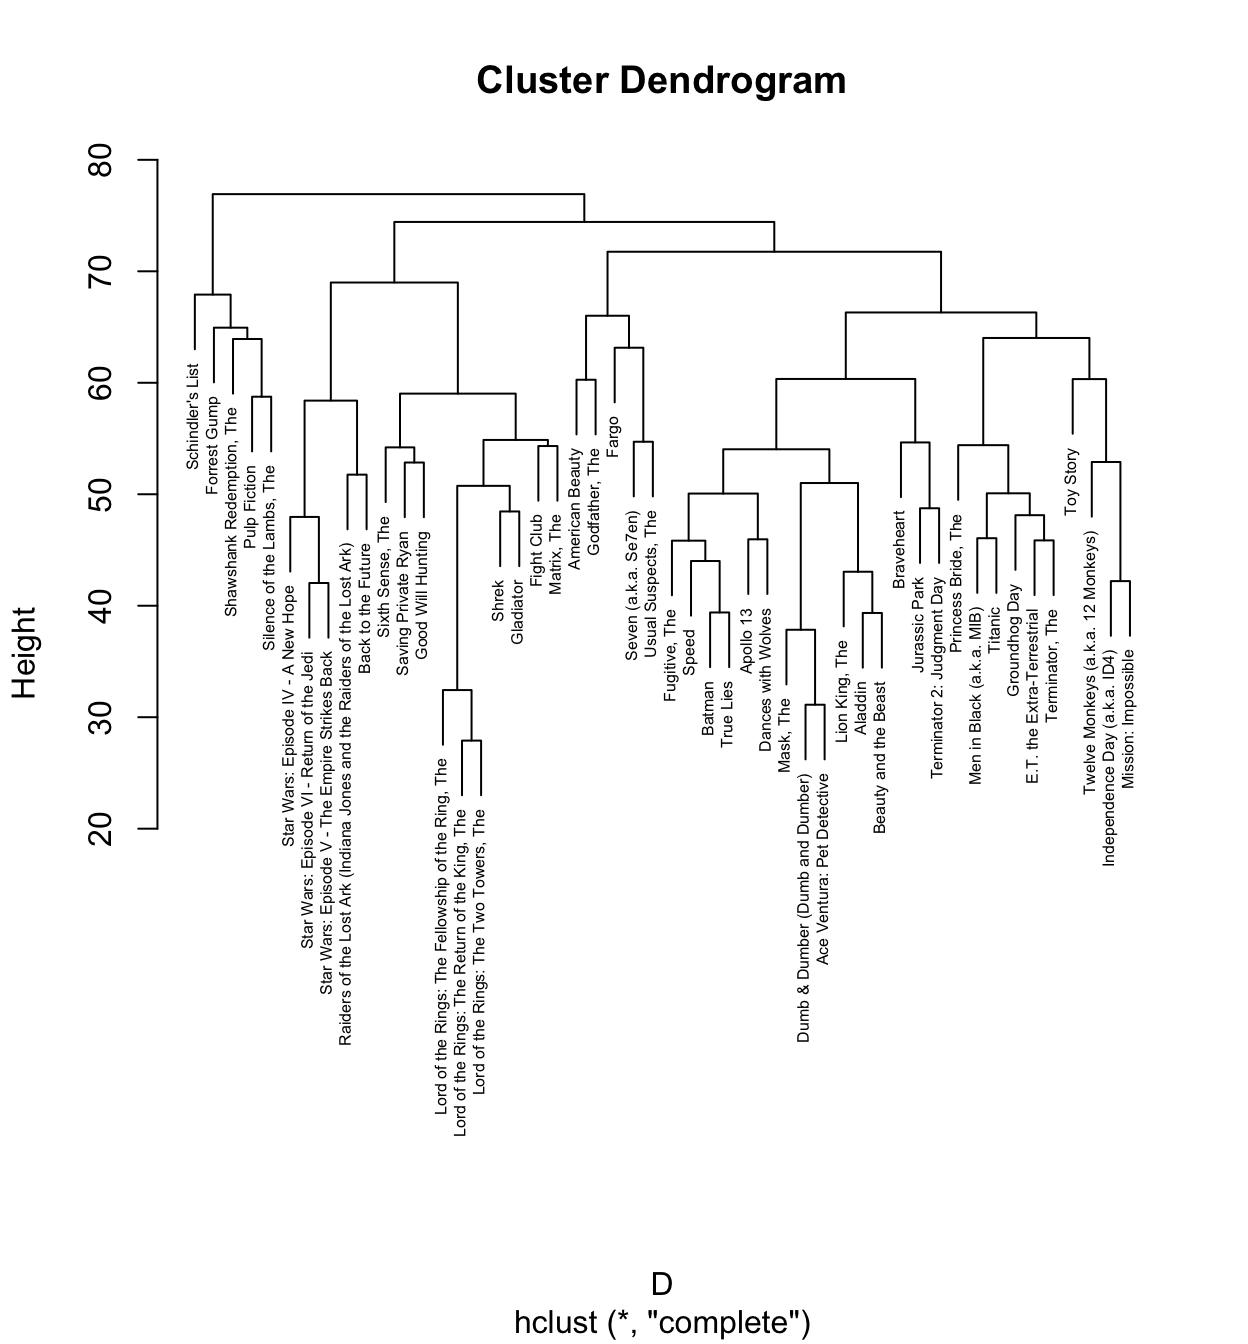 Cluster Dendrogram
Height
80
70
60
50
40
30
20
Schindler's List
Forrest Gump
Shawshank Redemption, The
Pulp Fiction
Silence of the Lambs, The
Star Wars: Episode IV - A New Hope
Star Wars: Episode VI - Return of the Jedi
Star Wars: Episode V - The Empire Strikes Back
Raiders of the Lost Ark (Indiana Jones and the Raiders of the Lost Ark)
Back to the Future
Sixth Sense, The
Saving Private Ryan
Good Will Hunting
Lord of the Rings: The Fellowship of the Ring, The
Lord of the Rings: The Return of the King, The
Lord of the Rings: The Two Towers, The
Shrek
Gladiator
Fight Club
Matrix, The
American Beauty
Godfather, The
Fargo
Seven (a.k.a. Se7en)
Usual Suspects, The
Fugitive, The
Speed
Batman
True Lies
Apollo 13
Dances with Wolves
Mask, The
Dumb & Dumber (Dumb and Dumber)
Ace Ventura: Pet Detective
Lion King, The
Aladdin
Beauty and the Beast
Braveheart
Jurassic Park
Terminator 2: Judgment Day
Princess Bride, The
Men in Black (a.k.a. MIB)
Titanic
Groundhog Day
E.T. the Extra-Terrestrial
Terminator, The
Toy Story
Twelve Monkeys (a.k.a. 12 Monkeys)
Independence Day (a.k.a. ID4)
Mission: Impossible
D
hclust (*, "complete")